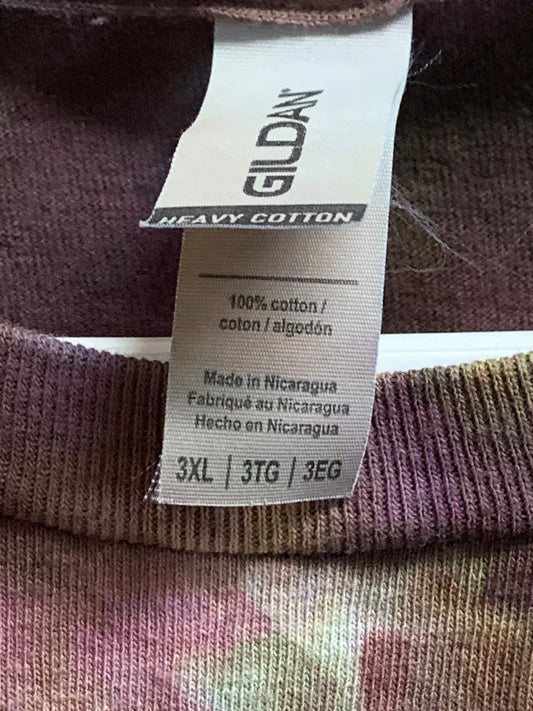 GILDAN®
HEAVY COTTON
100% cotton /
coton / algodón
Made in Nicaragua
Fabriqué au Nicaragua
Hecho en Nicaragua
3XL | 3TG | 3EG